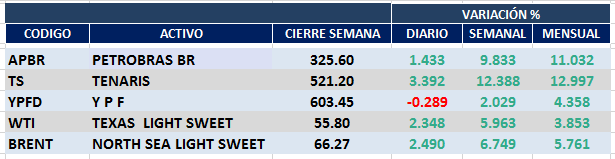 VARIACIÓN %
CODIGO ACTIVO CIERRE SEMANA DIARIO SEMANAL MENSUAL
APBR PETROBRAS BR 325.60 1.433 9.833 11.032
TS TENARIS 521.20 3.392 12.388 12.997
YPFD Y P F 603.45 -0.289 2.029 4.358
WTI TEXAS LIGHT SWEET 55.80 2.348 5.963 3.853
BRENT NORTH SEA LIGHT SWEET 66.27 2.490 6.749 5.761